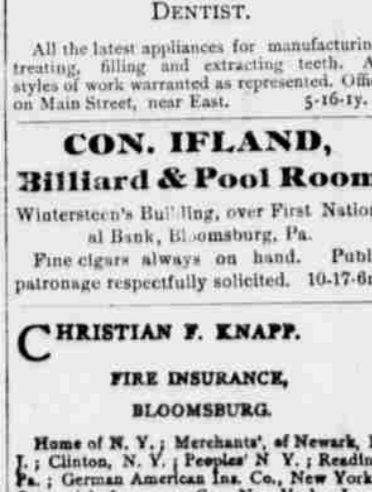 DENTIST.
All the latest appliances for manufacturin
treating, filling and extracting teeth. A
styles of work warranted as represented. Offi
on Main Street, near East. 5-16-1y.
CON. IFLAND,
Billiard & Pool Room
Wintersteen's Building, over First Nation
al Bank, Bloomsburg, Pa.
Fine cigars always on hand. Publ
patronage respectfully solicited. 10-17-6m
CHRISTIAN F. KNAPP.
FIRE INSURANCE,
BLOOMSBURG.
Home of N. Y.; Merchants', of Newark,
J.; Clinton, N. Y.; Peoples' N Y.; Readin
Pa.; German American Ins. Co., New York